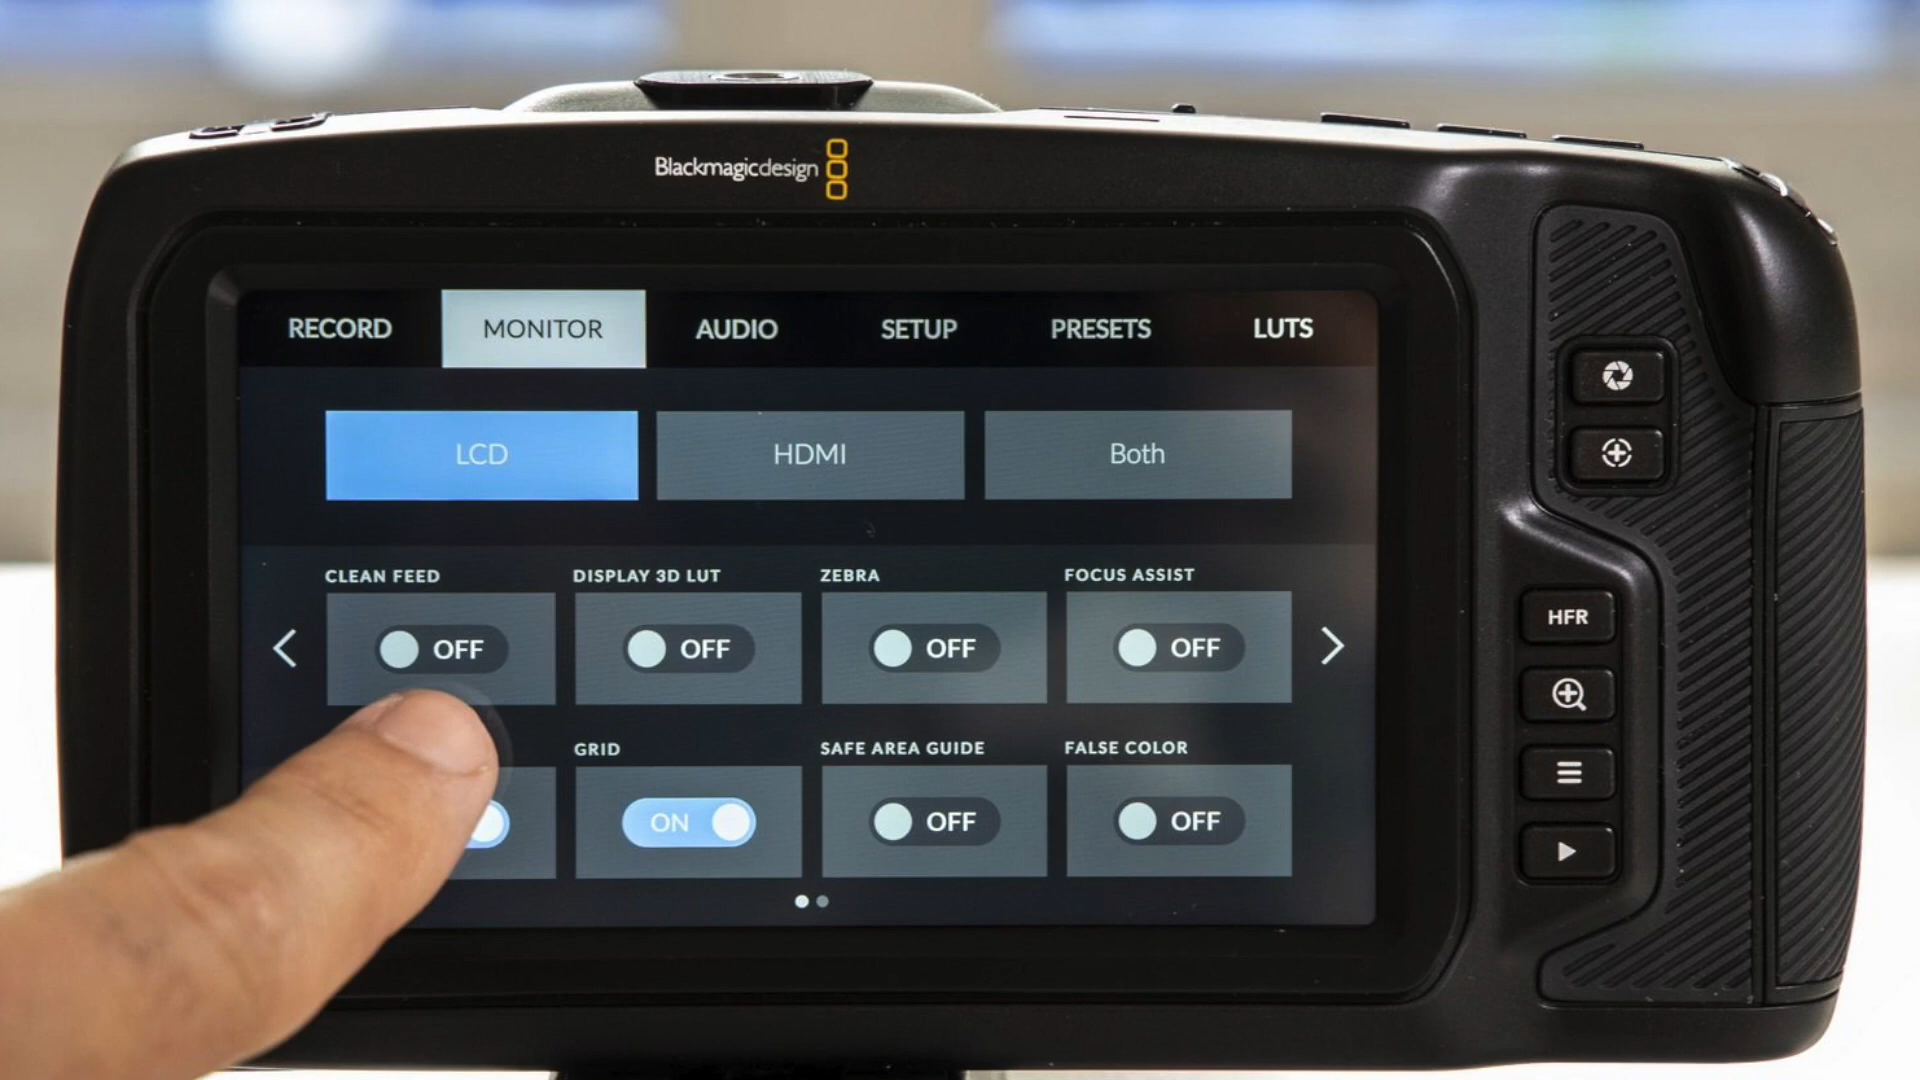 Blackmagicdesign
RECORD MONITOR AUDIO SETUP PRESETS LUTS
LCD HDMI Both
CLEAN FEED DISPLAY 3D LUT ZEBRA FOCUS ASSIST
OFF OFF OFF OFF
GRID SAFE AREA GUIDE FALSE COLOR
ON OFF OFF
HFR